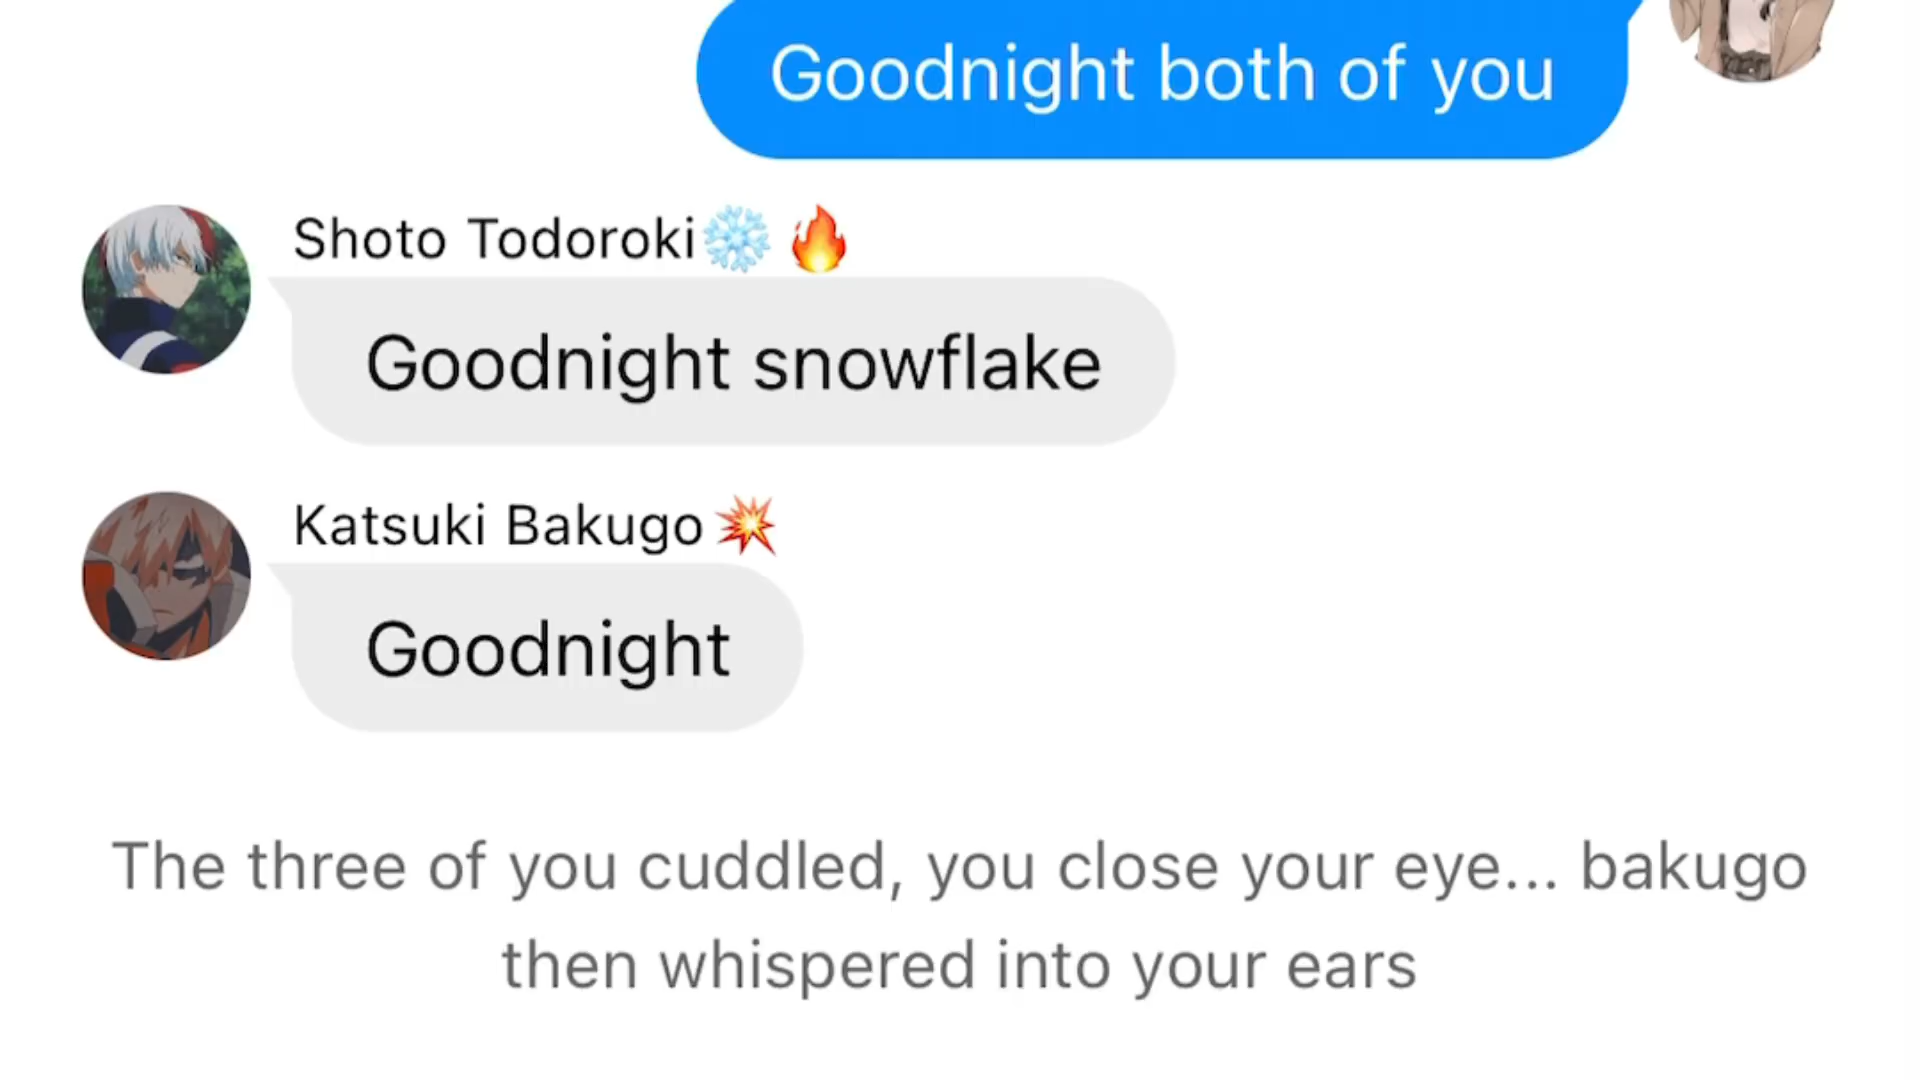 Goodnight both of you
Shoto Todoroki❄️🔥
Goodnight snowflake
Katsuki Bakugo💥
Goodnight
The three of you cuddled, you close your eye... bakugo
then whispered into your ears